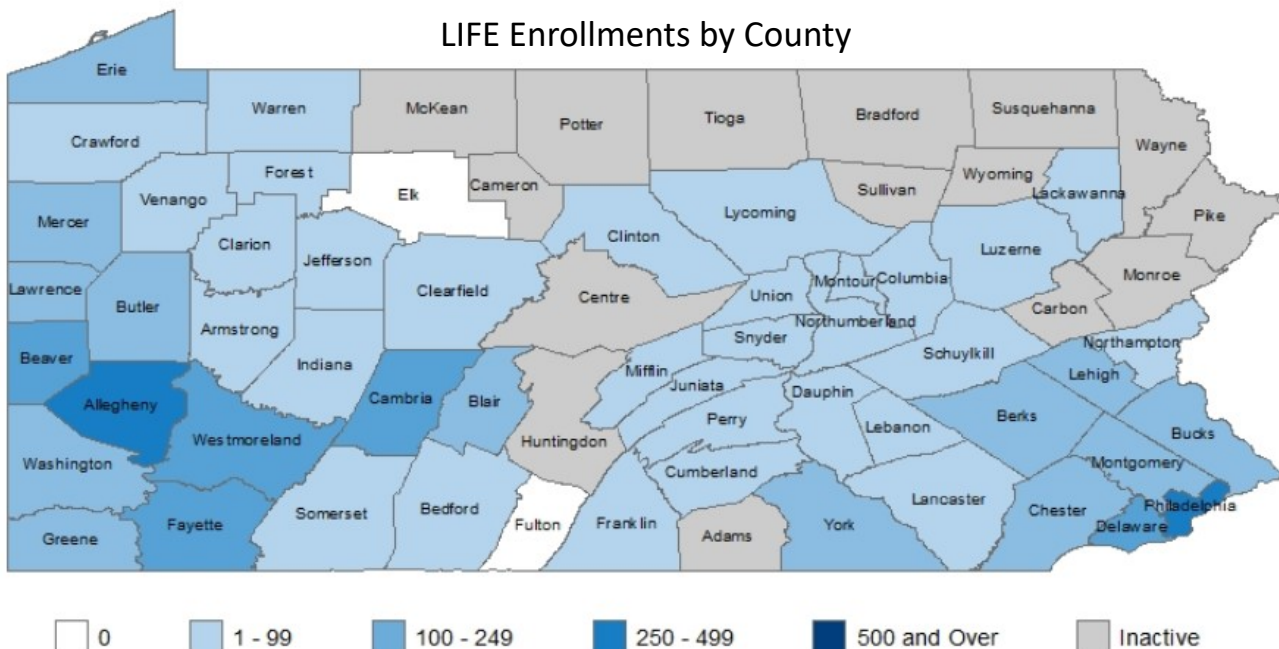 LIFE Enrollments by County
Erie
Warren
McKean
Potter
Tioga
Bradford
Susquehanna
Wayne
Crawford
Forest
Venango
Elk
Cameron
Sullivan
Wyoming
Lackawanna
Pike
Mercer
Clarion
Jefferson
Clinton
Lycoming
Luzerne
Monroe
Lawrence
Butler
Clearfield
Centre
Union
Montour
Columbia
Carbon
Armstrong
Snyder
Northumberland
Northampton
Beaver
Indiana
Mifflin
Juniata
Schuylkill
Lehigh
Allegheny
Cambria
Blair
Dauphin
Perry
Lebanon
Berks
Bucks
Westmoreland
Huntingdon
Washington
Cumberland
Montgomery
Lancaster
Greene
Fayette
Somerset
Bedford
Fulton
Franklin
Adams
York
Chester
Delaware
Philadelphia
0
1 - 99
100 - 249
250 - 499
500 and Over
Inactive